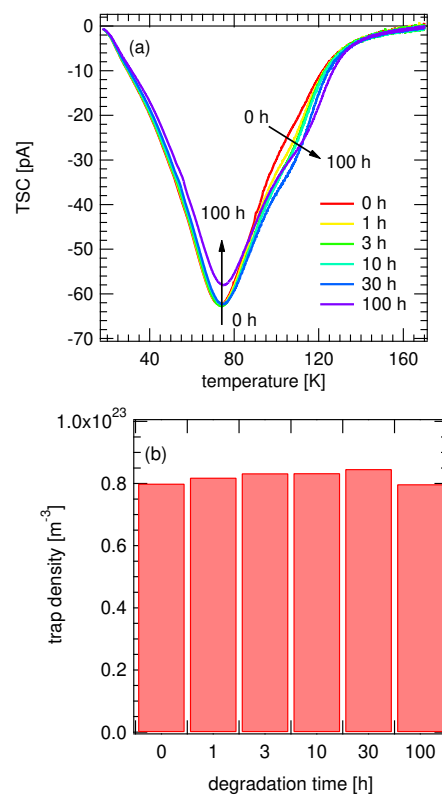 (a)
0
-10
-20
-30
-40
-50
-60
-70
TSC [pA]
0 h
100 h
100 h
0 h
0 h
1 h
3 h
10 h
30 h
100 h
40
80
120
160
temperature [K]
(b)
1.0x10²³
0.8
0.6
0.4
0.2
0.0
trap density [m⁻³]
0 1 3 10 30 100
degradation time [h]